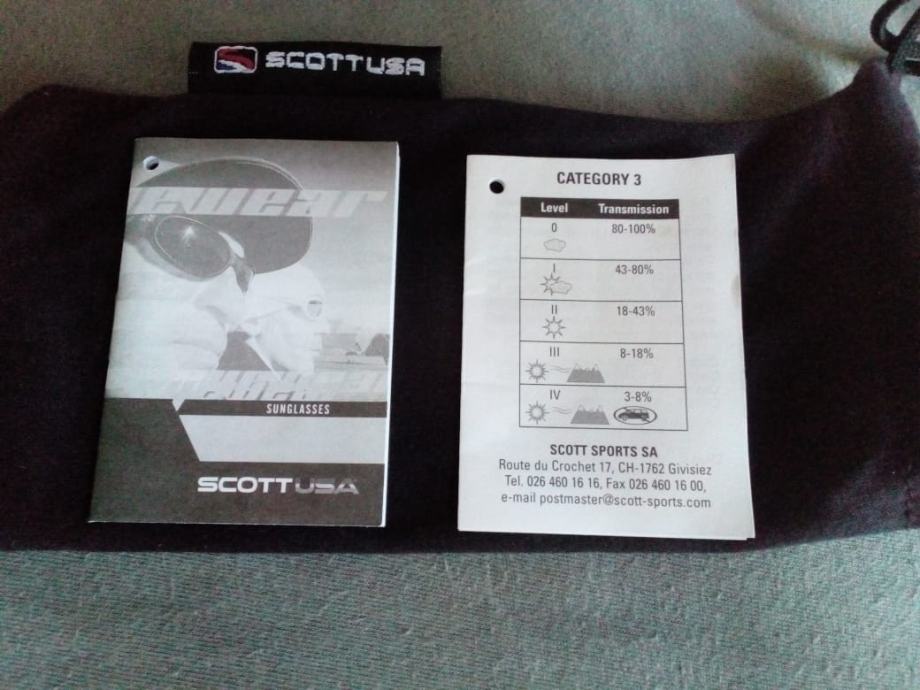 SCOTTUSA
ewear
SUNGLASSES
SCOTTUSA
CATEGORY 3
Level Transmission
0 80-100%
I 43-80%
II 18-43%
III 8-18%
IV 3-8%
SCOTT SPORTS SA
Route du Crochet 17, CH-1762 Givisiez
Tel. 026 460 16 16, Fax 026 460 16 00,
e-mail postmaster@scott-sports.com